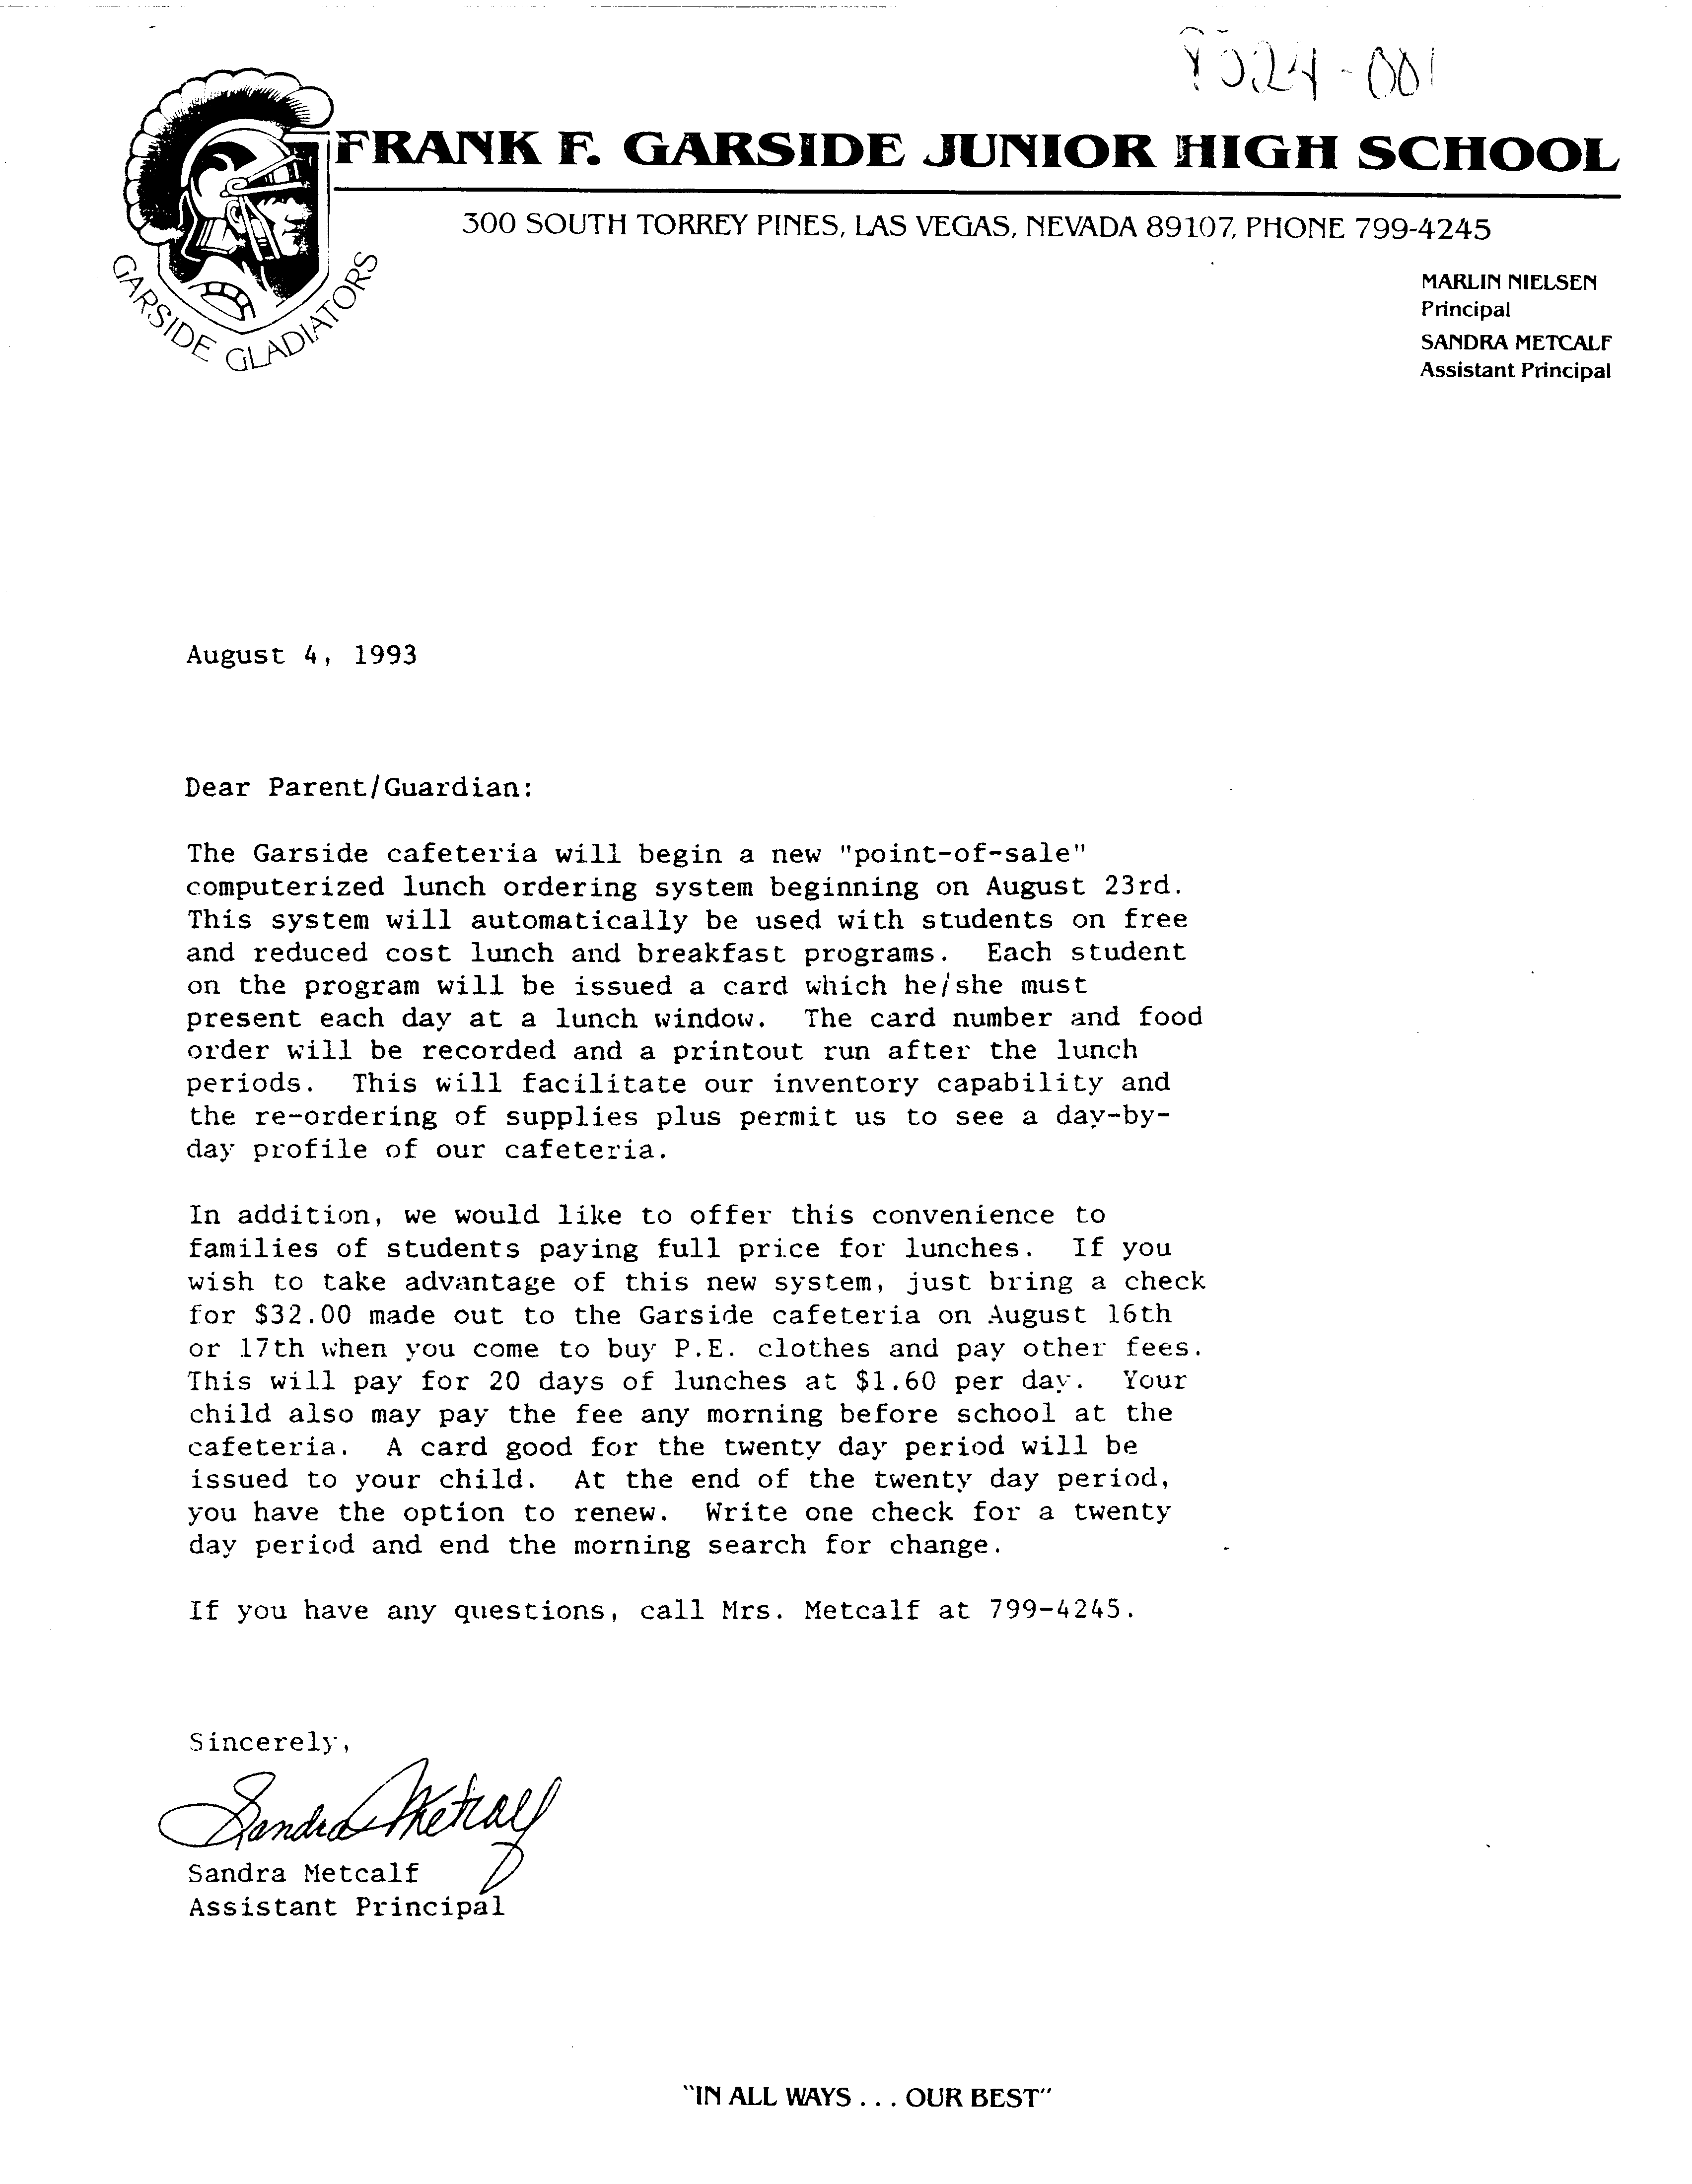 FRANK F. GARSIDE JUNIOR HIGH SCHOOL
300 SOUTH TORREY PINES, LAS VEGAS, NEVADA 89107, PHONE 799-4245
GARSIDE GLADIATORS
MARLIN NIELSEN
Principal
SANDRA METCALF
Assistant Principal
August 4, 1993
Dear Parent/Guardian:
The Garside cafeteria will begin a new "point-of-sale"
computerized lunch ordering system beginning on August 23rd.
This system will automatically be used with students on free
and reduced cost lunch and breakfast programs. Each student
on the program will be issued a card which he/she must
present each day at a lunch window. The card number and food
order will be recorded and a printout run after the lunch
periods. This will facilitate our inventory capability and
the re-ordering of supplies plus permit us to see a day-by-
day profile of our cafeteria.
In addition, we would like to offer this convenience to
families of students paying full price for lunches. If you
wish to take advantage of this new system, just bring a check
for $32.00 made out to the Garside cafeteria on August 16th
or 17th when you come to buy P.E. clothes and pay other fees.
This will pay for 20 days of lunches at $1.60 per day. Your
child also may pay the fee any morning before school at the
cafeteria. A card good for the twenty day period will be
issued to your child. At the end of the twenty day period,
you have the option to renew. Write one check for a twenty
day period and end the morning search for change.
If you have any questions, call Mrs. Metcalf at 799-4245.
Sincerely,
Sandra Metcalf
Sandra Metcalf
Assistant Principal
"IN ALL WAYS . . . OUR BEST"